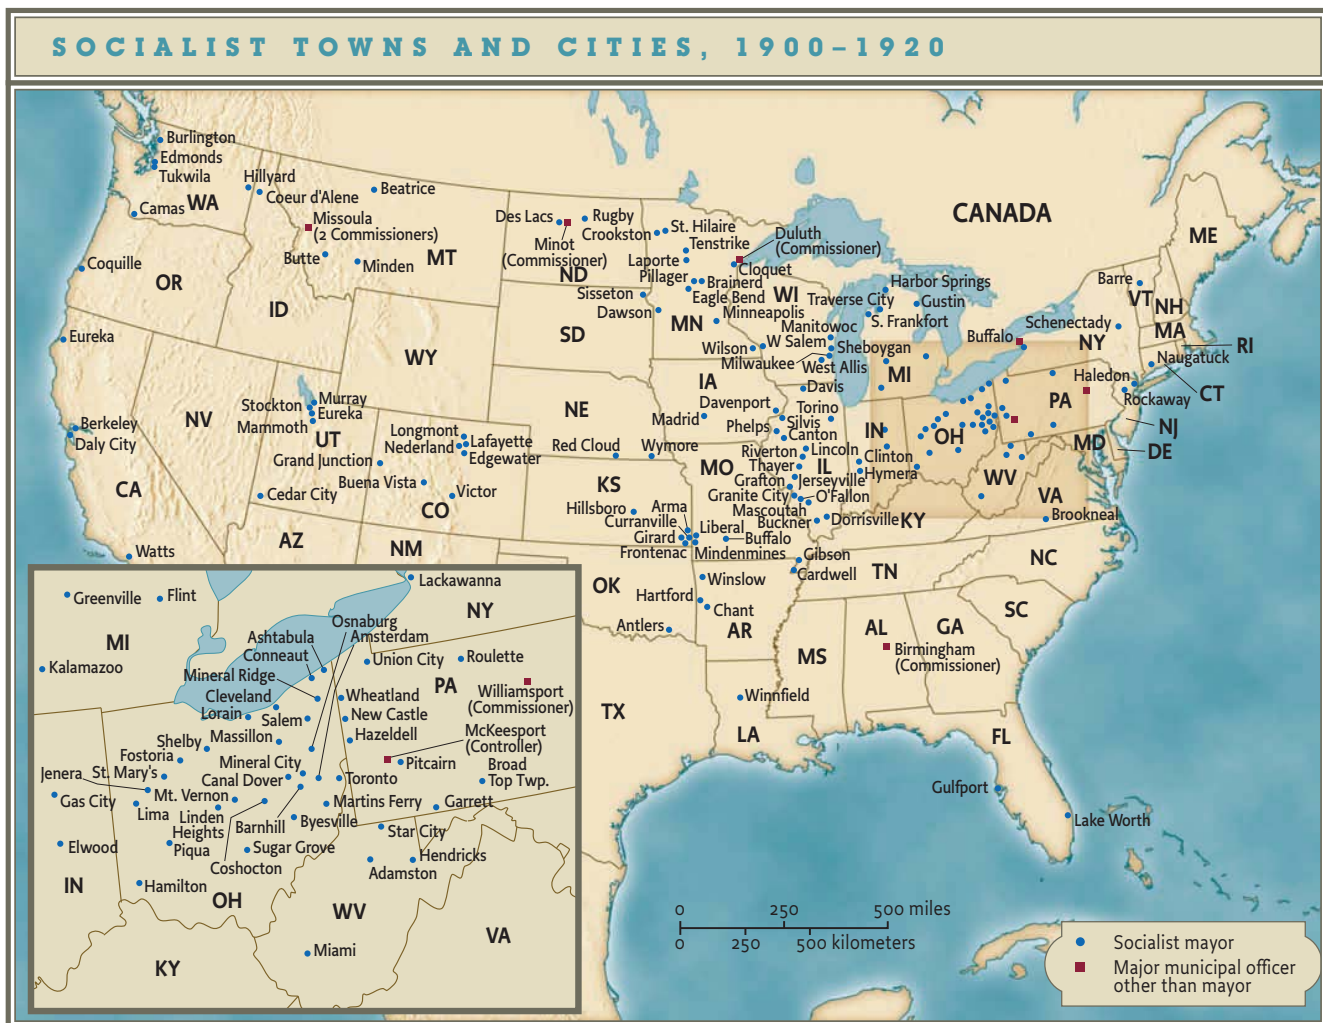 SOCIALIST TOWNS AND CITIES, 1900–1920
Burlington
Edmonds
Tukwila
Hillyard
Coeur d'Alene
Beatrice
Camas
WA
Missoula
(2 Commissioners)
Butte
Minden
MT
Coquille
OR
ID
Eureka
WY
NV
Berkeley
Daly City
CA
Watts
Stockton
Murray
Eureka
Mammoth
UT
Grand Junction
Cedar City
Longmont
Nederland
Lafayette
Edgewater
Buena Vista
Victor
CO
AZ
NM
Des Lacs
Rugby
Minot
(Commissioner)
ND
Crookston
St. Hilaire
Tenstrike
Laporte
Pillager
Brainerd
Eagle Bend
Duluth
(Commissioner)
Cloquet
Sisseton
Dawson
Minneapolis
MN
SD
WI
Wilson
W Salem
Manitowoc
Sheboygan
Milwaukee
West Allis
IA
NE
Madrid
Davenport
Phelps
Davis
Torino
Silvis
Canton
Red Cloud
Wymore
KS
MO
Riverton
Lincoln
Thayer
IL
Grafton
Jerseyville
Granite City
O'Fallon
Mascoutah
Buckner
Dorrisville
Clinton
Hymera
Hillsboro
Arma
Curranville
Girard
Frontenac
Liberal
Buffalo
Mindenmines
Gibson
Cardwell
OK
Winslow
Hartford
Chant
Antlers
AR
TX
Winnfield
LA
MS
AL
Birmingham
(Commissioner)
GA
TN
KY
SC
NC
FL
Gulfport
Lake Worth
CANADA
Harbor Springs
Traverse City
Gustin
S. Frankfort
MI
IN
OH
WV
VA
Brookneal
MD
DE
NJ
PA
Haledon
Rockaway
Buffalo
Schenectady
NY
Barre
VT
NH
ME
MA
RI
Naugatuck
CT
Greenville
Flint
MI
Kalamazoo
Lackawanna
NY
Osnaburg
Amsterdam
Ashtabula
Conneaut
Mineral Ridge
Cleveland
Lorain
Salem
Massillon
Union City
Roulette
PA
Wheatland
New Castle
Hazeldell
Williamsport
(Commissioner)
McKeesport
(Controller)
Pitcairn
Broad
Top Twp.
Shelby
Fostoria
Jenera
St. Mary's
Mineral City
Canal Dover
Toronto
Mt. Vernon
Gas City
Lima
Linden
Heights
Piqua
Barnhill
Byesville
Martins Ferry
Garrett
Star City
Elwood
Sugar Grove
Coshocton
Hendricks
Adamston
Hamilton
IN
OH
WV
VA
Miami
KY
0 250 500 miles
0 250 500 kilometers
Socialist mayor
Major municipal officer
other than mayor